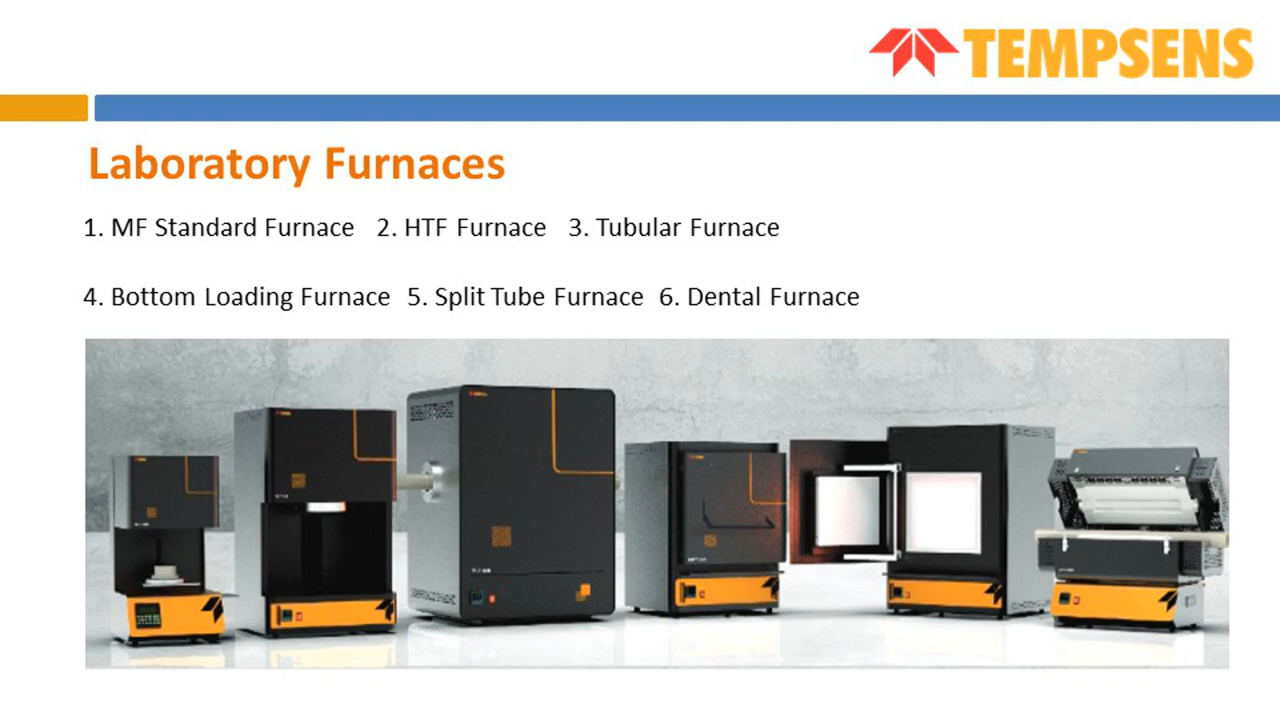 TEMPSENS
Laboratory Furnaces
1. MF Standard Furnace 2. HTF Furnace 3. Tubular Furnace
4. Bottom Loading Furnace 5. Split Tube Furnace 6. Dental Furnace